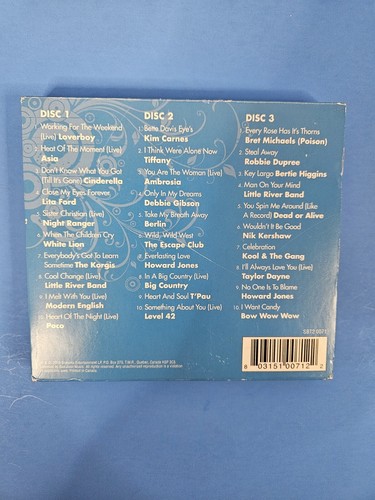 DISC 1
1. Working For The Weekend
(Live) Loverboy
2. Heat Of The Moment (Live)
Asia
3. Don't Know What You Got
(Till It's Gone) Cinderella
4. Close My Eyes Forever
Lita Ford
5. Sister Christian (Live)
Night Ranger
6. When The Children Cry
White Lion
7. Everybody's Got To Learn
Sometime The Korgis
8. Cool Change (Live)
Little River Band
9. I Melt With You (Live)
Modern English
10. Heart Of The Night (Live)
Poco
DISC 2
1. Bette Davis Eye's
Kim Carnes
2. I Think Were Alone Now
Tiffany
3. You Are The Woman (Live)
Ambrosia
4. Only In My Dreams
Debbie Gibson
5. Take My Breath Away
Berlin
6. Wild-Wild West
The Escape Club
7. Everlasting Love
Howard Jones
8. In A Big Country (Live)
Big Country
9. Heart And Soul T'Pau
10. Something About You (Live)
Level 42
DISC 3
1. Every Rose Has It's Thorns
Bret Michaels (Poison)
2. Steal Away
Robbie Dupree
3. Key Largo Bertie Higgins
4. Man On Your Mind
Little River Band
5. You Spin Me Around (Like
A Record) Dead or Alive
6. Wouldn't It Be Good
Nik Kershaw
7. Celebration
Kool & The Gang
8. I'll Always Love You (Live)
Taylor Dayne
9. No One Is To Blame
Howard Jones
10. I Want Candy
Bow Wow Wow
GBT2 0071
8 03151 00712 2